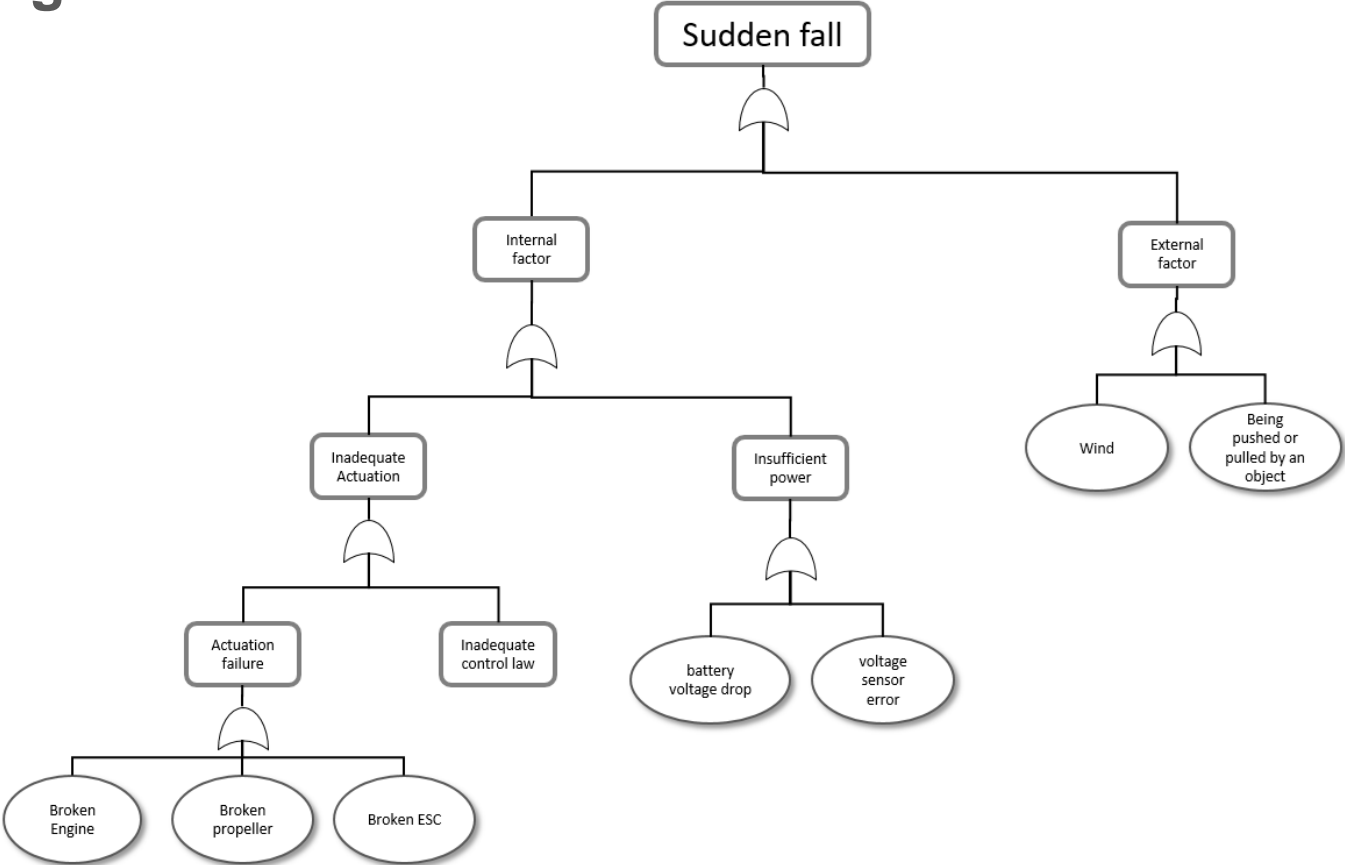 Sudden fall
Internal
factor
External
factor
Inadequate
Actuation
Insufficient
power
Wind
Being
pushed or
pulled by an
object
Actuation
failure
Inadequate
control law
battery
voltage drop
voltage
sensor
error
Broken
Engine
Broken
propeller
Broken ESC